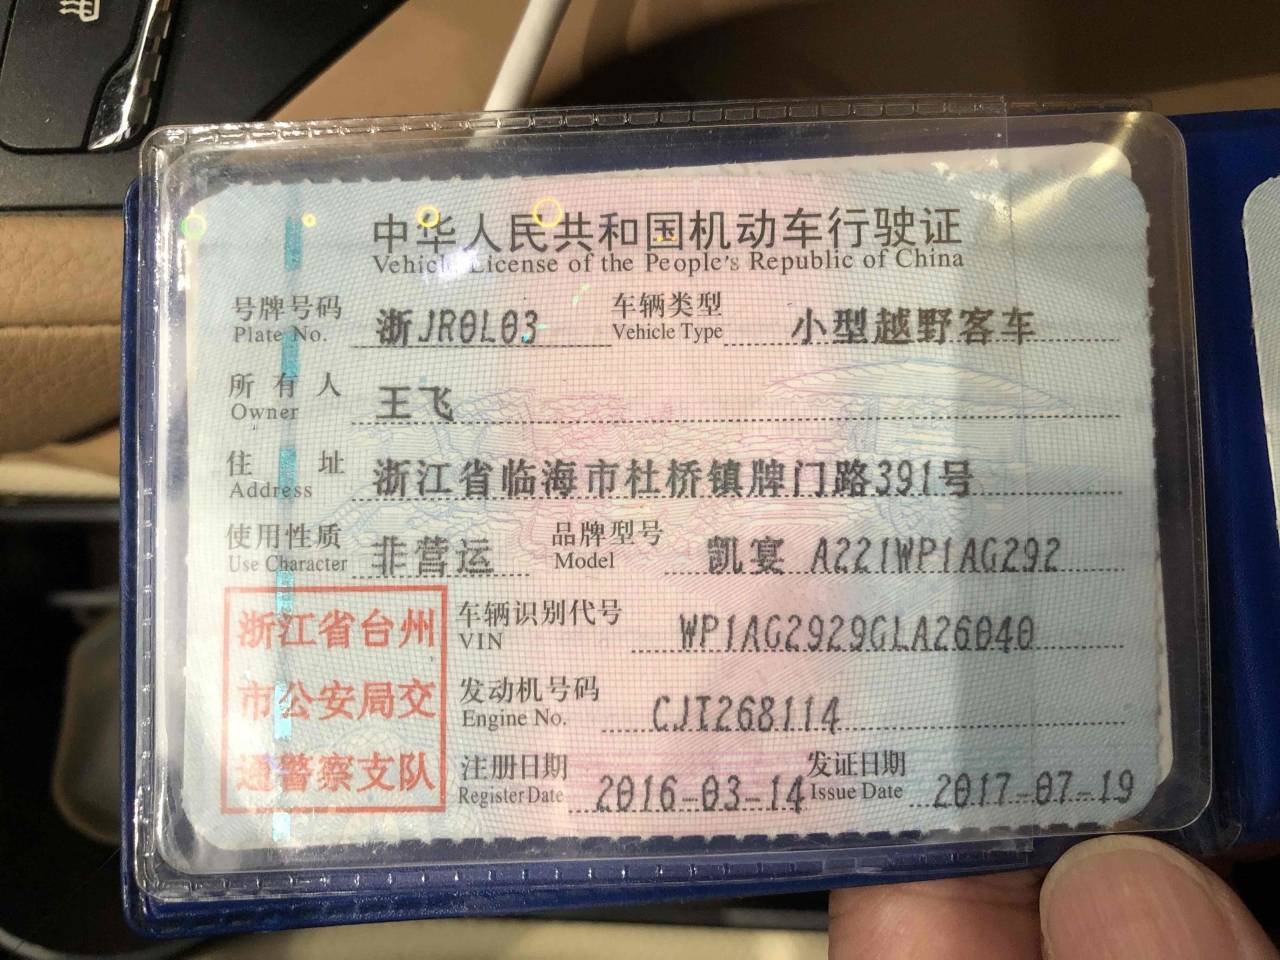 中华人民共和国机动车行驶证
Vehicle License of the People's Republic of China
号牌号码 浙JR0L03 车辆类型 小型越野客车
Plate No. Vehicle Type
所有人 王飞
Owner
住址 浙江省临海市杜桥镇牌门路391号
Address
使用性质 非营运 品牌型号 凯宴 A221WP1AG292
Use Character Model
车辆识别代号 WP1AG2929GLA26040
VIN
发动机号码 CJT268114
Engine No.
注册日期 2016-03-14 发证日期 2017-07-19
Register Date Issue Date
浙江省台州
市公安局交
通警察支队